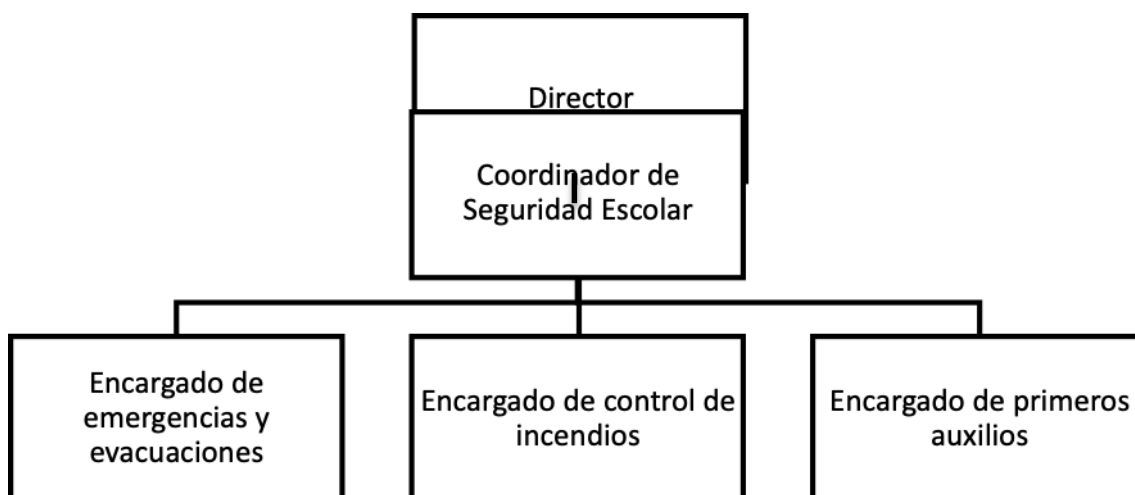 Director
Coordinador de
Seguridad Escolar
Encargado de
emergencias y
evacuaciones
Encargado de control de
incendios
Encargado de primeros
auxilios